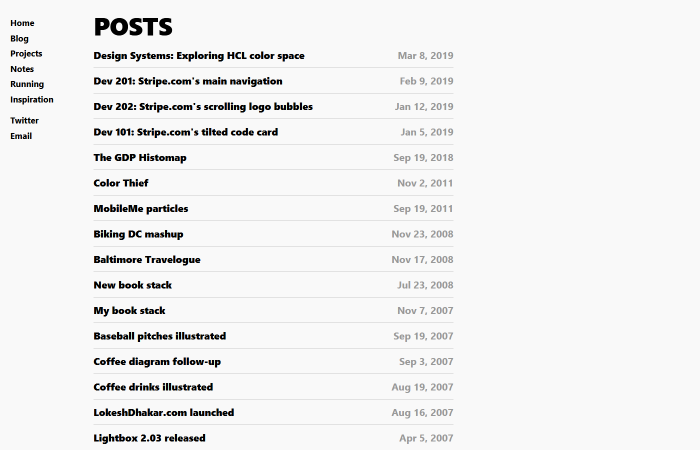 Home
Blog
Projects
Notes
Running
Inspiration
Twitter
Email
POSTS
Design Systems: Exploring HCL color space Mar 8, 2019
Dev 201: Stripe.com's main navigation Feb 9, 2019
Dev 202: Stripe.com's scrolling logo bubbles Jan 12, 2019
Dev 101: Stripe.com's tilted code card Jan 5, 2019
The GDP Histomap Sep 19, 2018
Color Thief Nov 2, 2011
MobileMe particles Sep 19, 2011
Biking DC mashup Nov 23, 2008
Baltimore Travelogue Nov 17, 2008
New book stack Jul 23, 2008
My book stack Nov 7, 2007
Baseball pitches illustrated Sep 19, 2007
Coffee diagram follow-up Sep 3, 2007
Coffee drinks illustrated Aug 19, 2007
LokeshDhakar.com launched Aug 16, 2007
Lightbox 2.03 released Apr 5, 2007